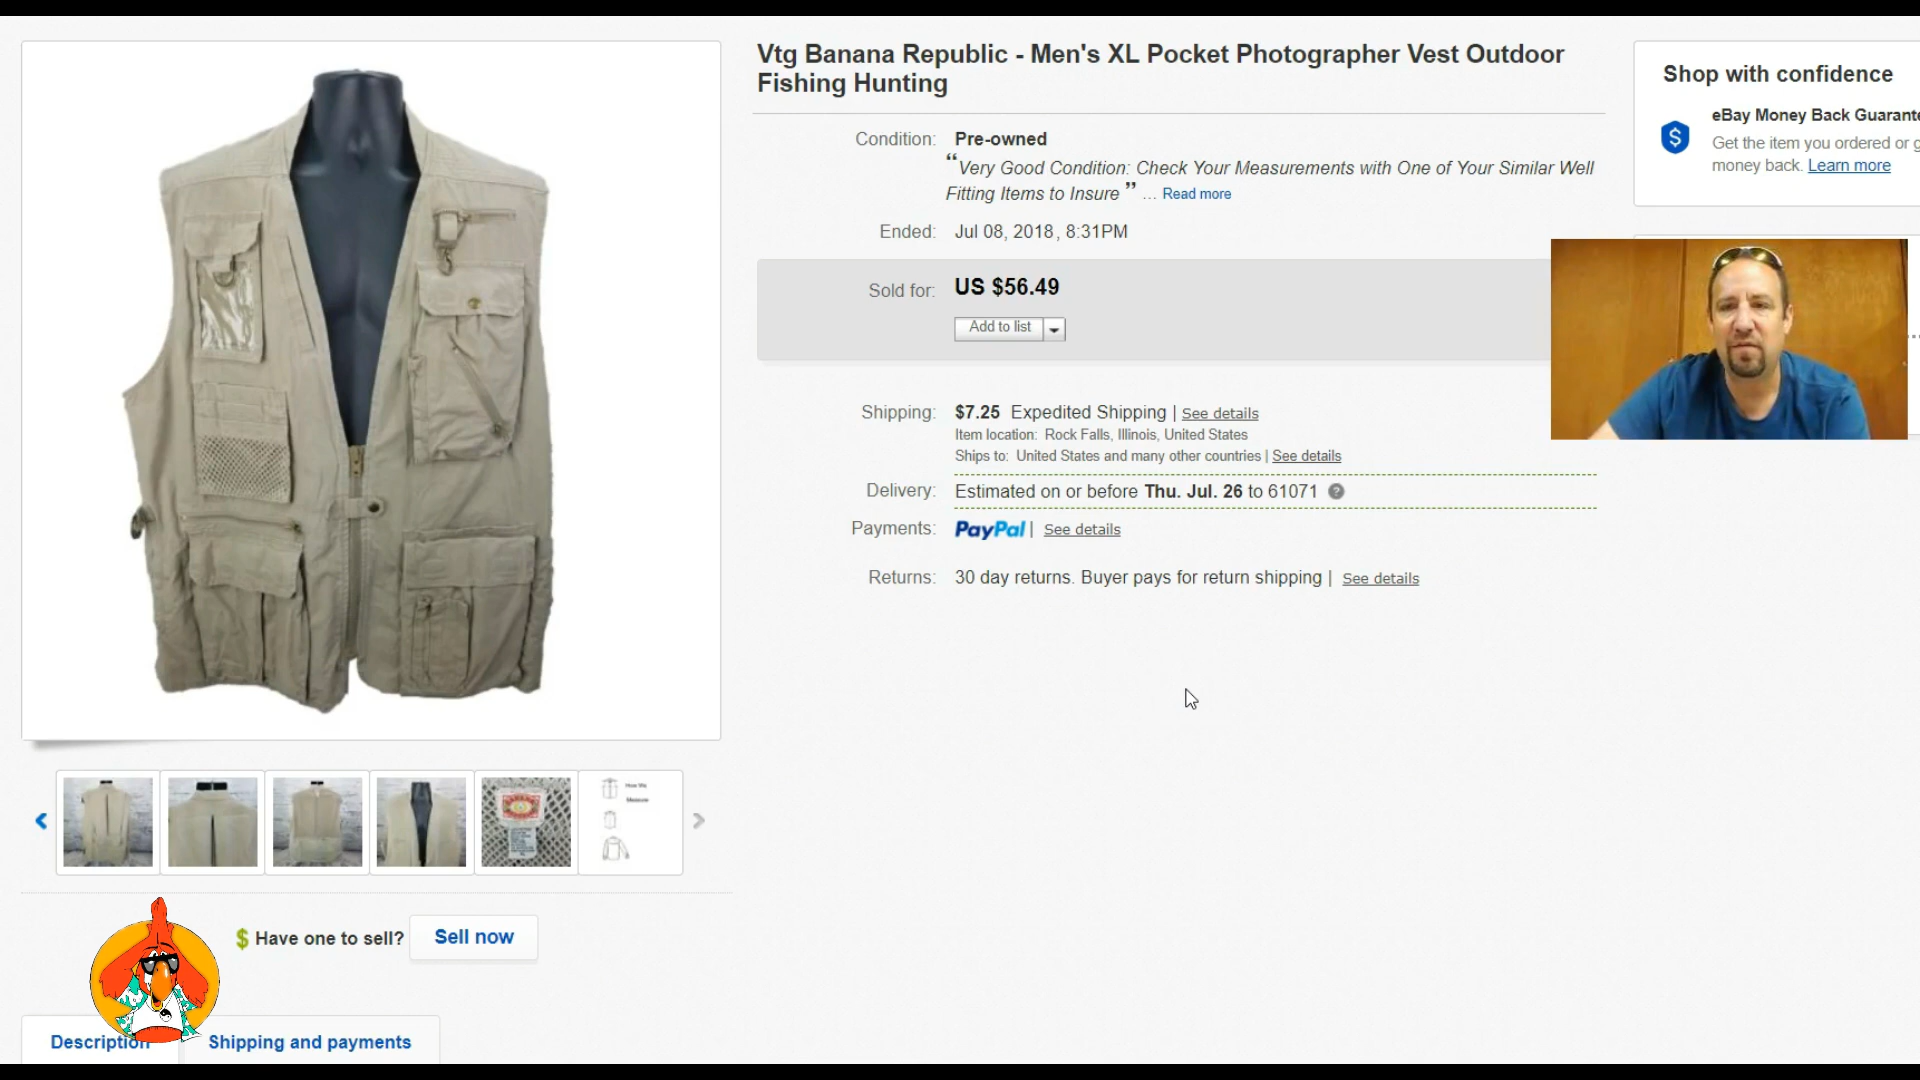 Vtg Banana Republic - Men's XL Pocket Photographer Vest Outdoor
Fishing Hunting
Condition: Pre-owned
“Very Good Condition: Check Your Measurements with One of Your Similar Well
Fitting Items to Insure ” ... Read more
Ended: Jul 08, 2018, 8:31PM
Sold for: US $56.49
Add to list
Shipping: $7.25 Expedited Shipping | See details
Item location: Rock Falls, Illinois, United States
Ships to: United States and many other countries | See details
Delivery: Estimated on or before Thu. Jul. 26 to 61071 ?
Payments: PayPal | See details
Returns: 30 day returns. Buyer pays for return shipping | See details
Shop with confidence
$
eBay Money Back Guarante
Get the item you ordered or g
money back. Learn more
How We
Measure
$ Have one to sell? Sell now
Description
Shipping and payments